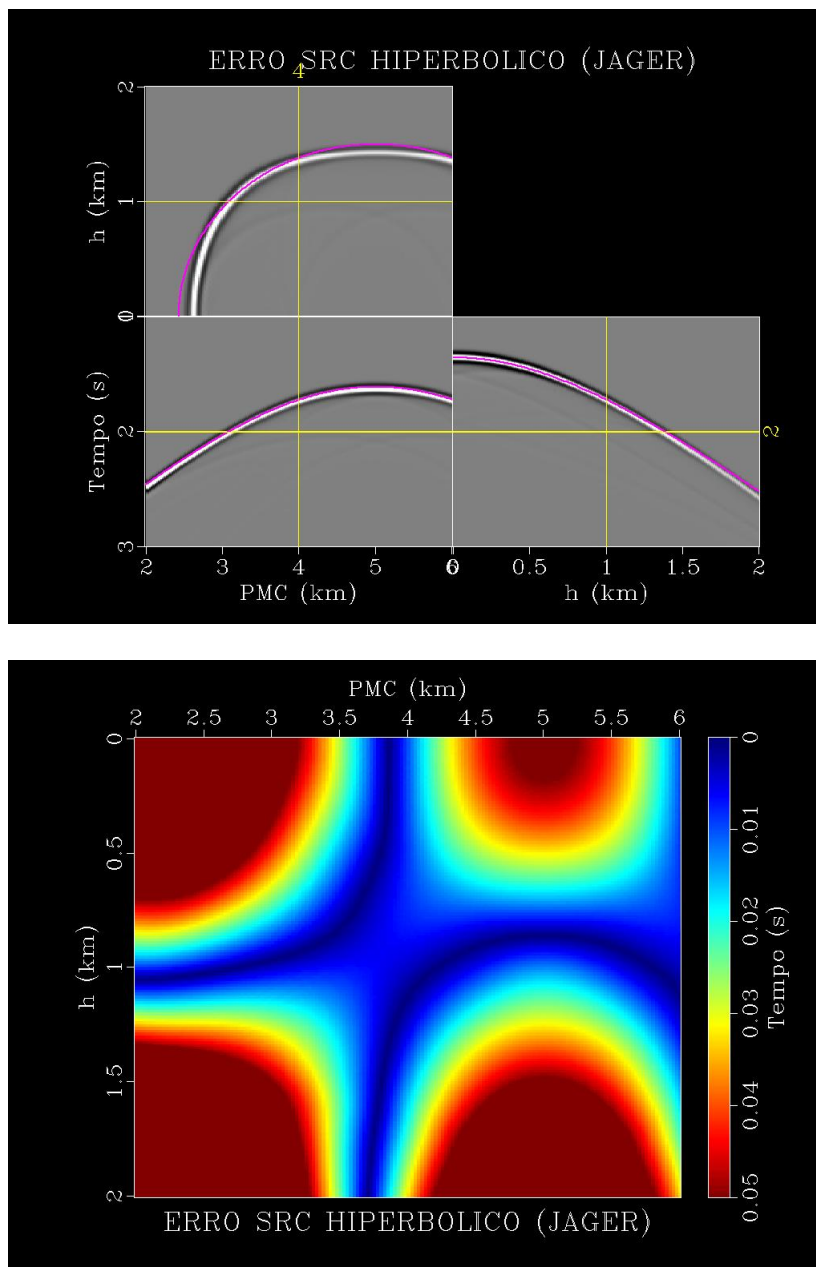 ERRO SRC HIPERBOLICO (JAGER)
4
2
1
0
h (km)
0
2
3
Tempo (s)
2
2 3 4 5 6
PMC (km)
0 0.5 1 1.5 2
h (km)
PMC (km)
2 2.5 3 3.5 4 4.5 5 5.5 6
0
0.5
1
1.5
2
h (km)
0
0.01
0.02
0.03
0.04
0.05
Tempo (s)
ERRO SRC HIPERBOLICO (JAGER)